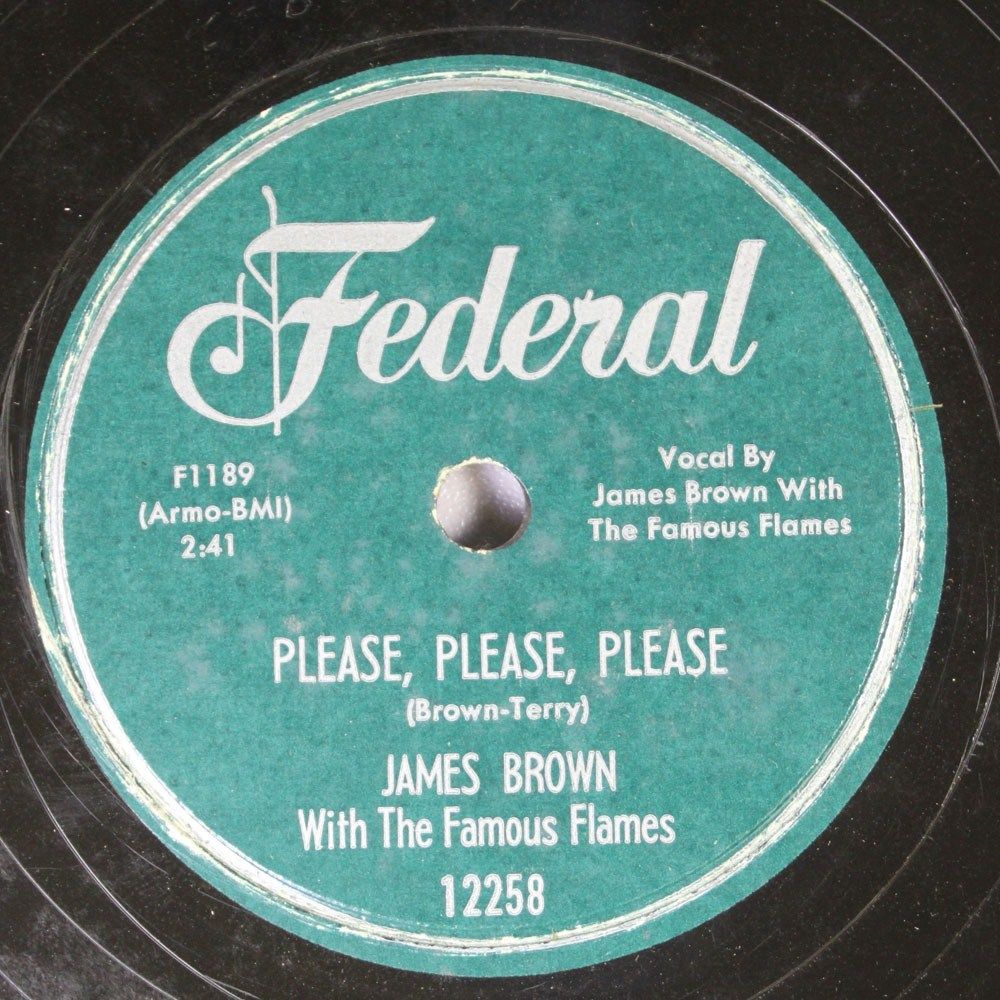 Federal
F1189
(Armo-BMI)
2:41
Vocal By
James Brown With
The Famous Flames
PLEASE, PLEASE, PLEASE
(Brown-Terry)
JAMES BROWN
With The Famous Flames
12258